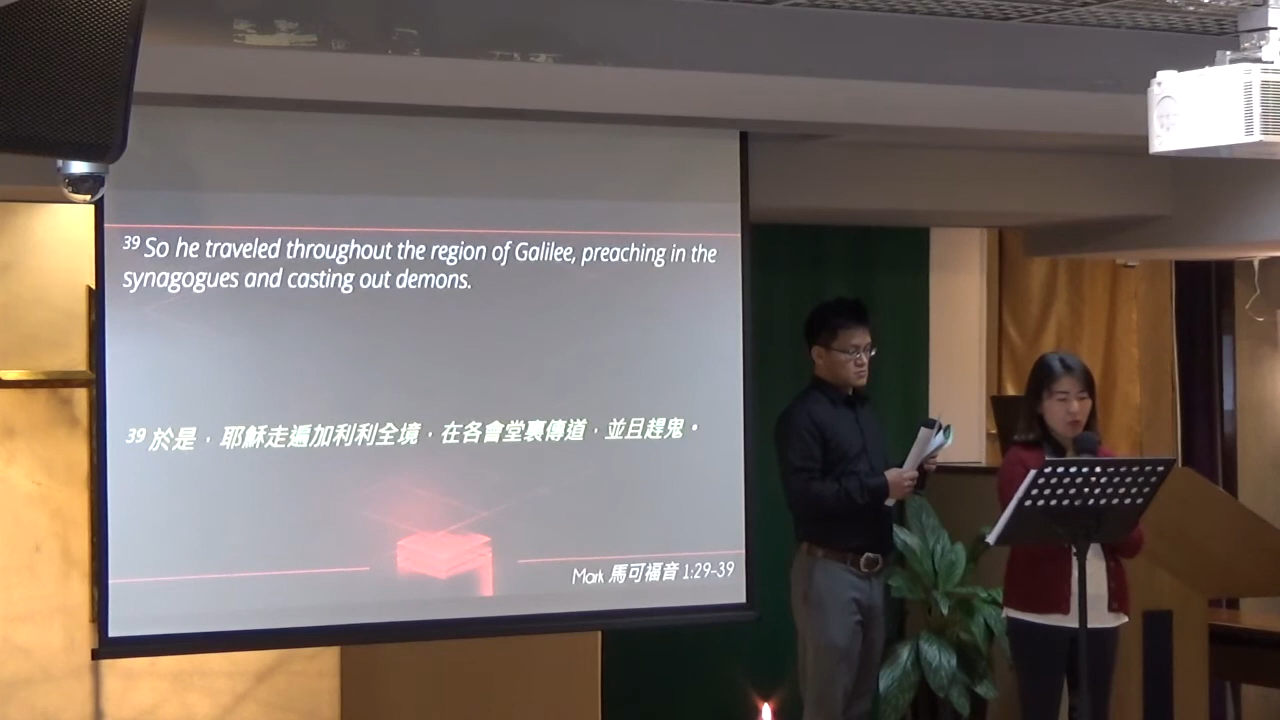 39 So he traveled throughout the region of Galilee, preaching in the
synagogues and casting out demons.
39 於是，耶穌走遍加利利全境，在各會堂裏傳道，並且趕鬼。
Mark 馬可福音 1:29-39